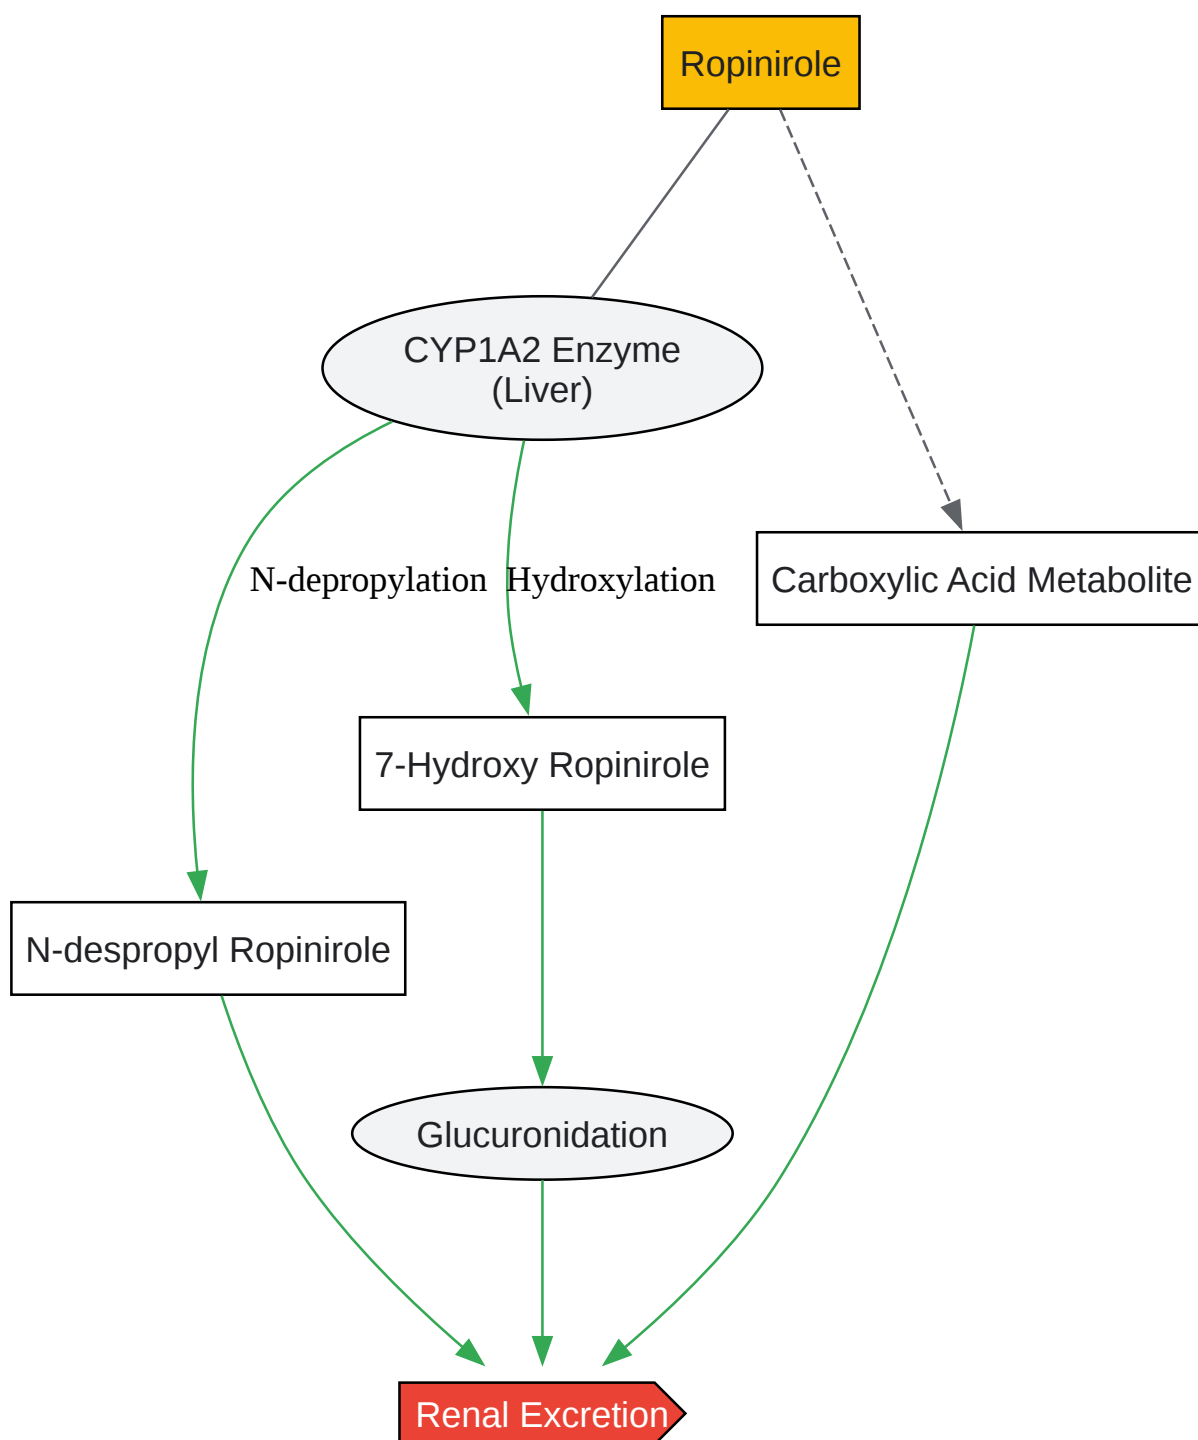 Ropinirole
CYP1A2 Enzyme
(Liver)
N-depropylation
Hydroxylation
Carboxylic Acid Metabolite
7-Hydroxy Ropinirole
N-despropyl Ropinirole
Glucuronidation
Renal Excretion